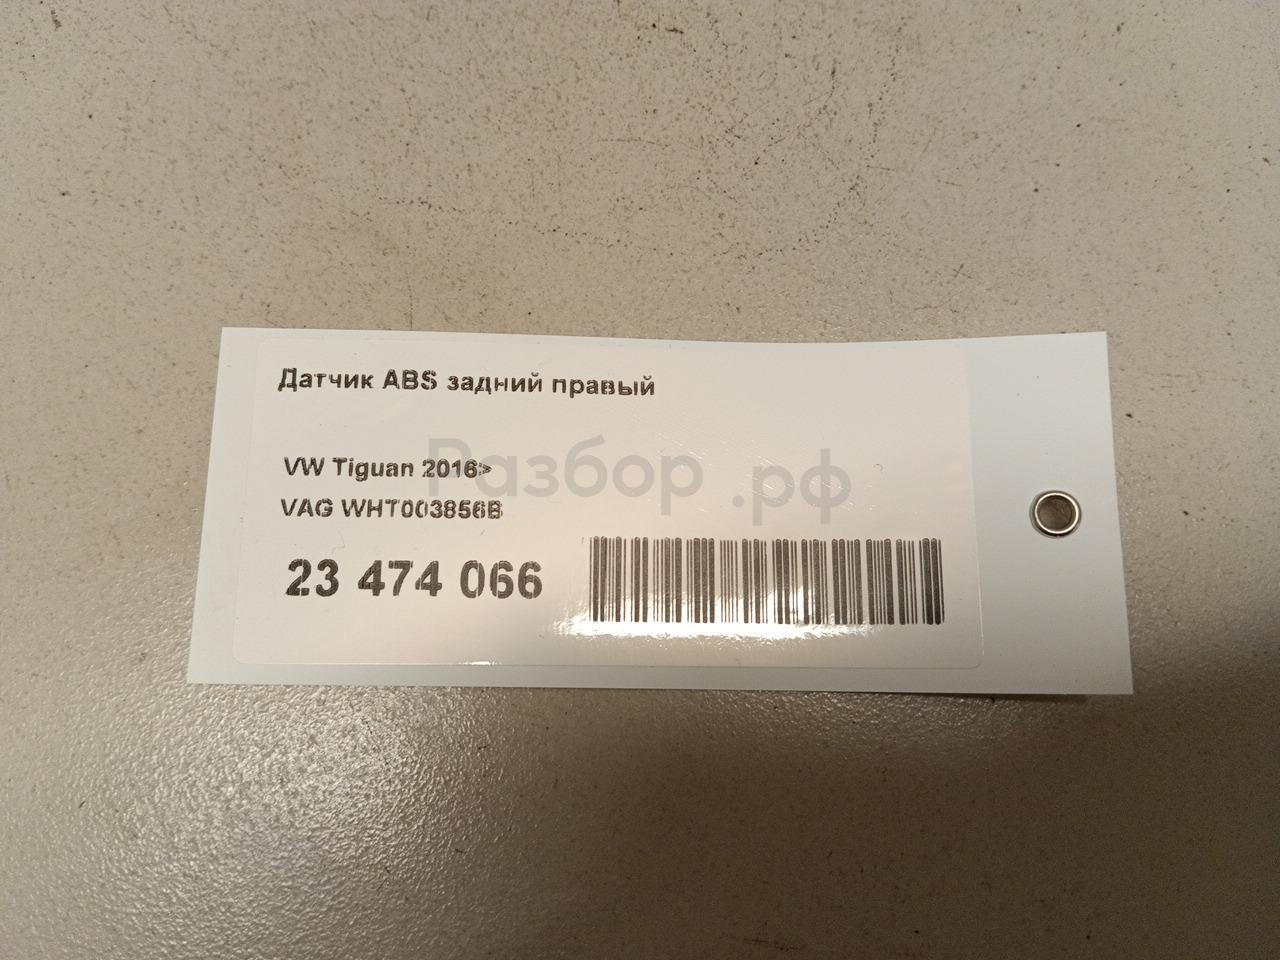 Датчик ABS задний правый
VW Tiguan 2016>
VAG WHT003856B
23 474 066
Разбор.рф